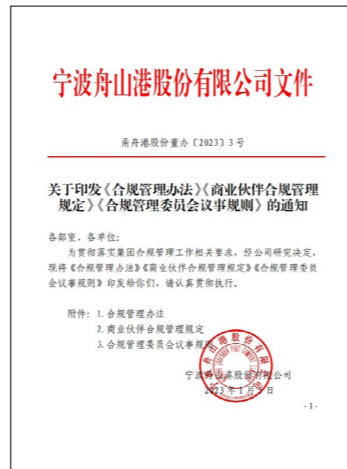 宁波舟山港股份有限公司文件
甬舟港股份董办〔2023〕3号
关于印发《合规管理办法》《商业伙伴合规管理
规定》《合规管理委员会议事规则》的通知
各部室、各单位:
为贯彻落实集团合规管理工作相关要求,经公司研究决定,
现将《合规管理办法》《商业伙伴合规管理规定》《合规管理委员
会议事规则》印发给你们,请认真贯彻执行。
附件:1.合规管理办法
2.商业伙伴合规管理规定
3.合规管理委员会议事规则
宁波舟山港股份有限公司
2023年1月
- 1 -